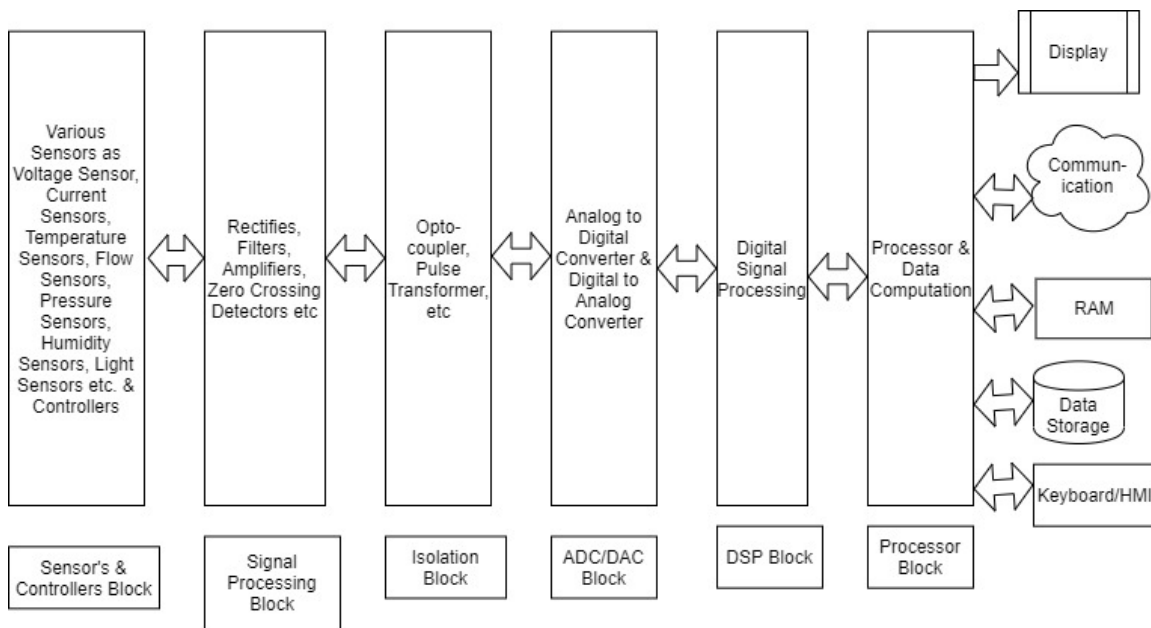 Various
Sensors as
Voltage Sensor,
Current
Sensors,
Temperature
Sensors, Flow
Sensors,
Pressure
Sensors,
Humidity
Sensors, Light
Sensors etc. &
Controllers
Rectifies,
Filters,
Amplifiers,
Zero Crossing
Detectors etc
Opto-
coupler,
Pulse
Transformer,
etc
Analog to
Digital
Converter &
Digital to
Analog
Converter
Digital
Signal
Processing
Processor &
Data
Computation
Display
Commun-
ication
RAM
Data
Storage
Keyboard/HMI
Sensor's &
Controllers Block
Signal
Processing
Block
Isolation
Block
ADC/DAC
Block
DSP Block
Processor
Block